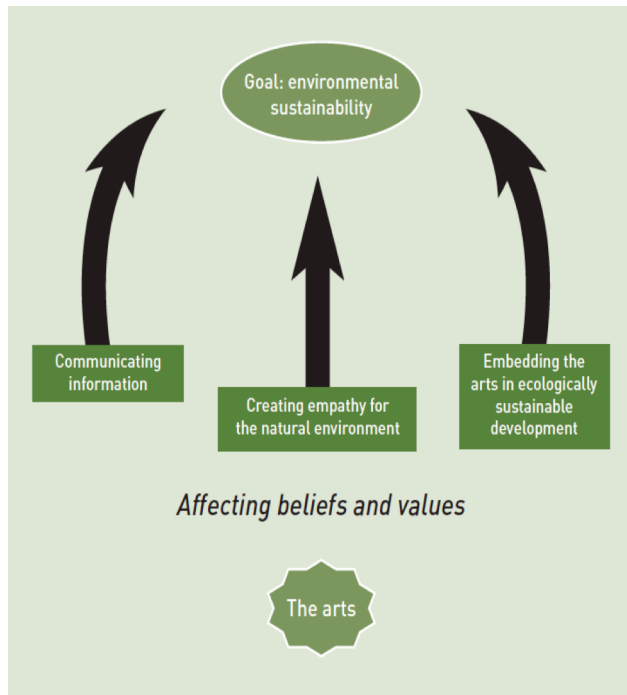 Goal: environmental
sustainability
Communicating
information
Creating empathy for
the natural environment
Embedding the
arts in ecologically
sustainable
development
Affecting beliefs and values
The arts